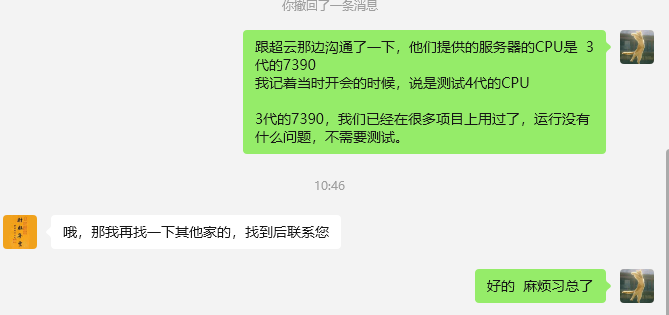 你撤回了一条消息
跟超云那边沟通了一下，他们提供的服务器的CPU是  3
代的7390
我记着当时开会的时候，说是测试4代的CPU
3代的7390，我们已经在很多项目上用过了，运行没有
什么问题，不需要测试。
10:46
哦，那我再找一下其他家的，找到后联系您
好的  麻烦习总了